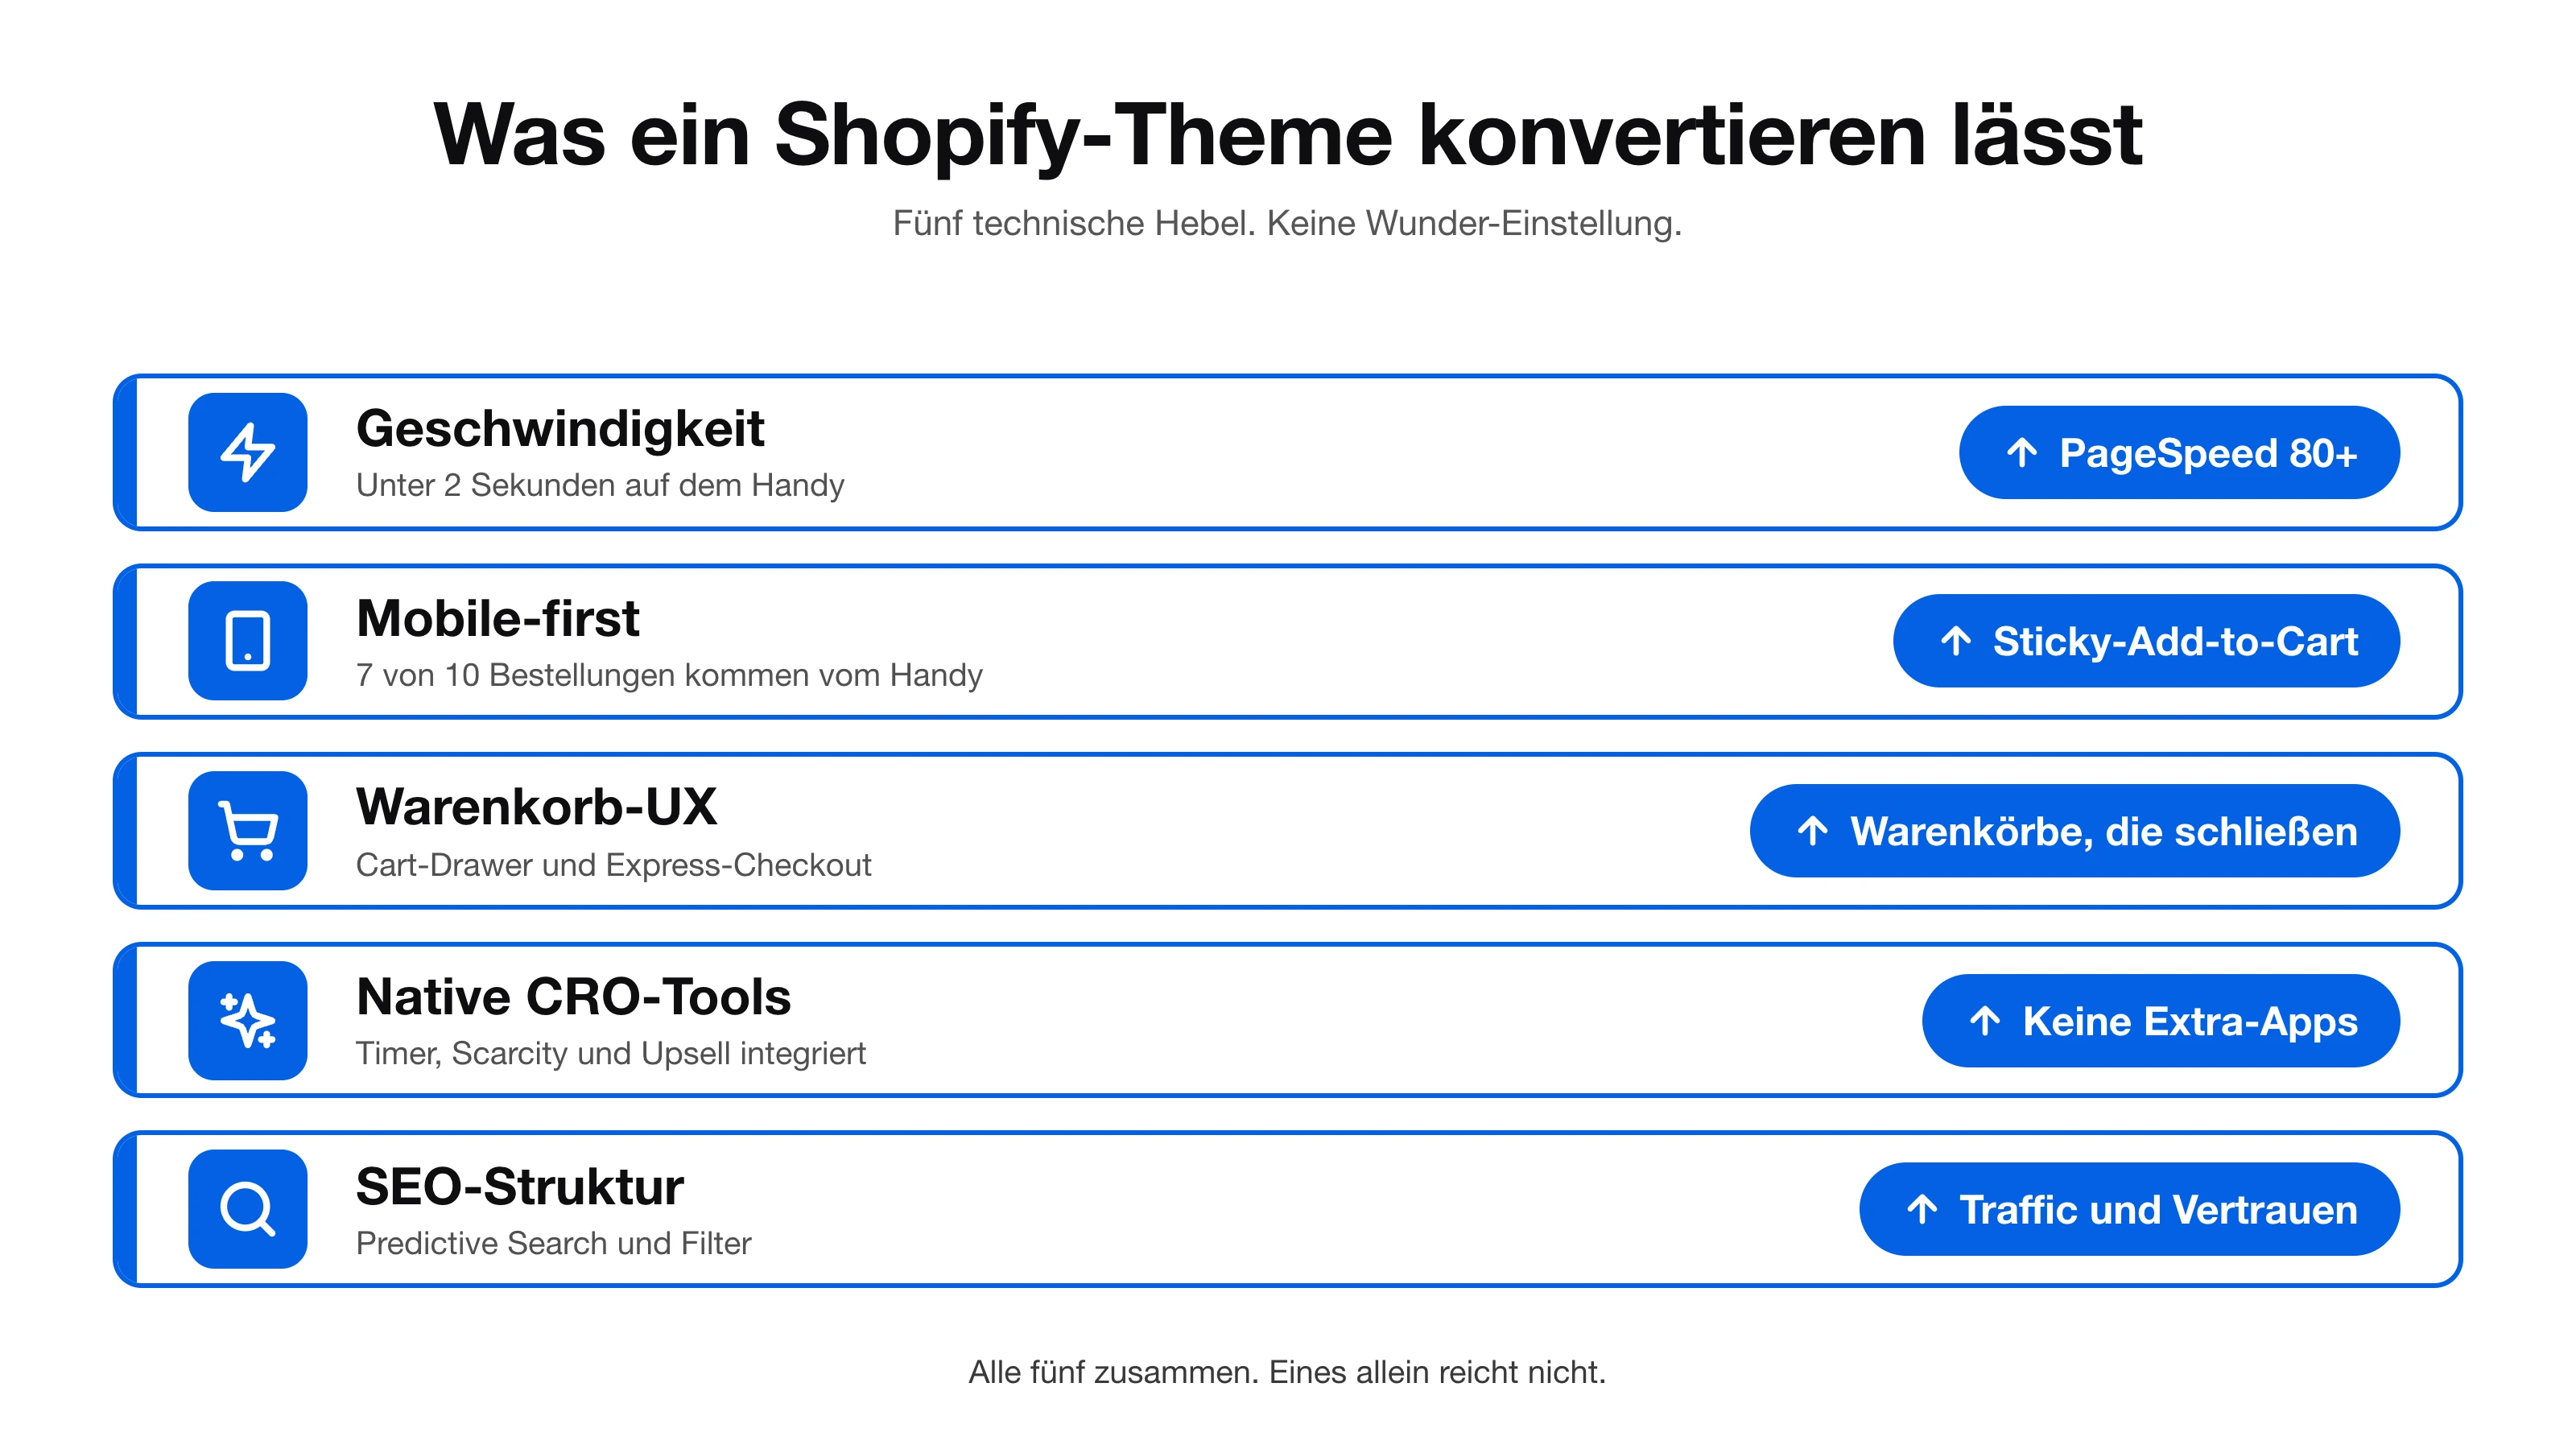 Was ein Shopify-Theme konvertieren lässt
Fünf technische Hebel. Keine Wunder-Einstellung.
Geschwindigkeit
Unter 2 Sekunden auf dem Handy
↑ PageSpeed 80+
Mobile-first
7 von 10 Bestellungen kommen vom Handy
↑ Sticky-Add-to-Cart
Warenkorb-UX
Cart-Drawer und Express-Checkout
↑ Warenkörbe, die schließen
Native CRO-Tools
Timer, Scarcity und Upsell integriert
↑ Keine Extra-Apps
SEO-Struktur
Predictive Search und Filter
↑ Traffic und Vertrauen
Alle fünf zusammen. Eines allein reicht nicht.